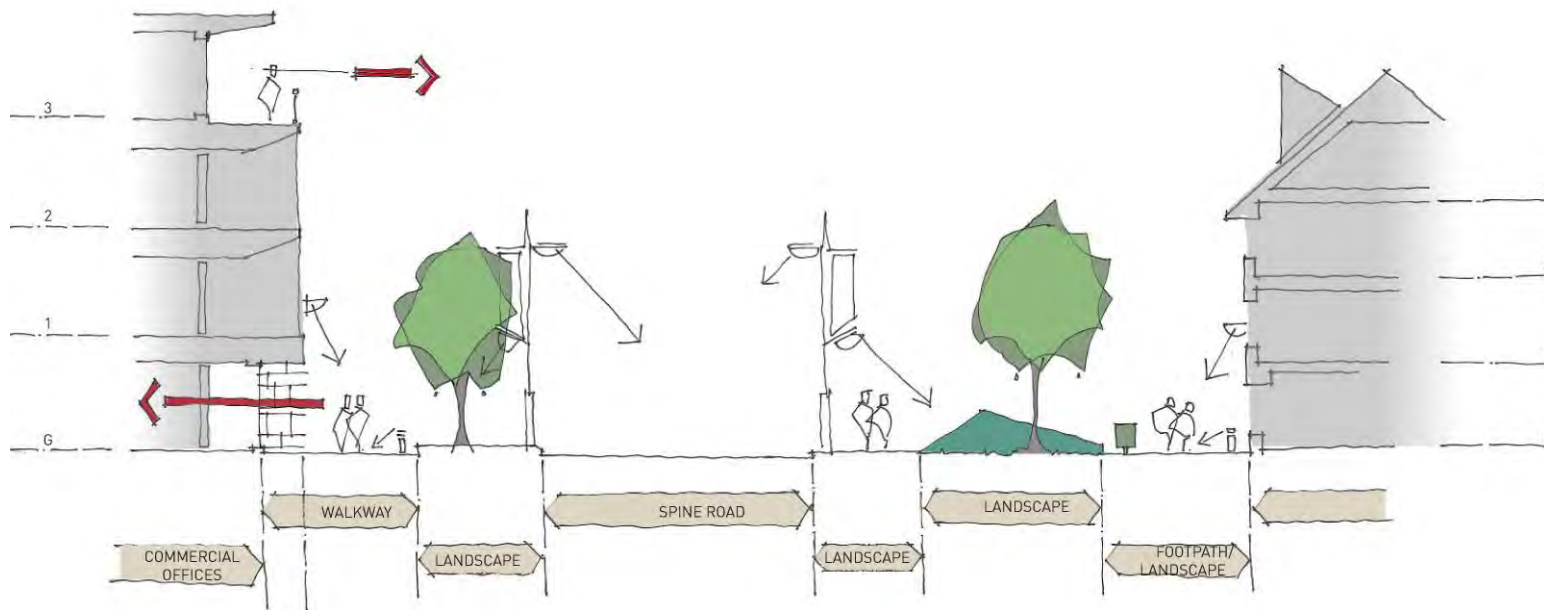 3
2
1
G
WALKWAY
SPINE ROAD
LANDSCAPE
COMMERCIAL
OFFICES
LANDSCAPE
LANDSCAPE
FOOTPATH/
LANDSCAPE